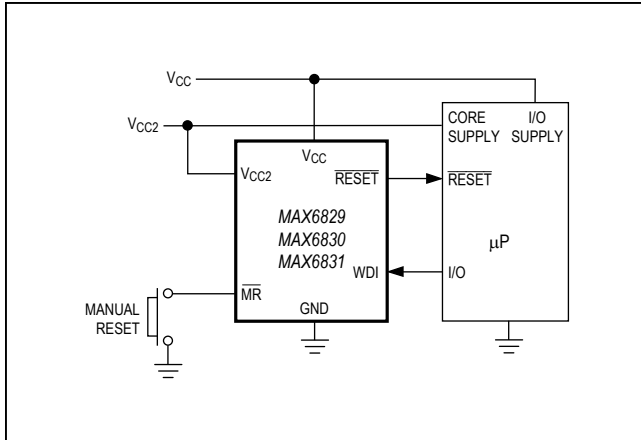 VCC
VCC2
CORE SUPPLY
I/O SUPPLY
VCC
VCC2
RESET
RESET
MAX6829
MAX6830
MAX6831
μP
WDI
I/O
MR
MANUAL RESET
GND